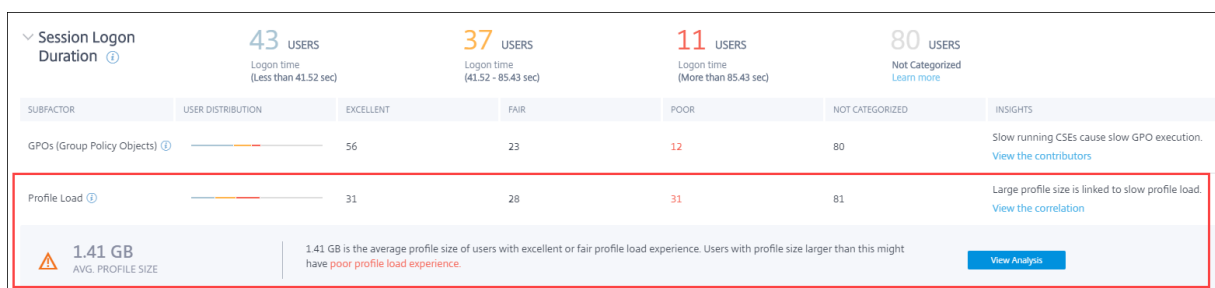 Session Logon
Duration
43 USERS
Logon time
(Less than 41.52 sec)
37 USERS
Logon time
(41.52 - 85.43 sec)
11 USERS
Logon time
(More than 85.43 sec)
80 USERS
Not Categorized
Learn more
SUBFACTOR USER DISTRIBUTION EXCELLENT FAIR POOR NOT CATEGORIZED INSIGHTS
GPOs (Group Policy Objects) 56 23 12 80
Slow running CSEs cause slow GPO execution.
View the contributors
Profile Load 31 28 31 81
Large profile size is linked to slow profile load.
View the correlation
1.41 GB
AVG. PROFILE SIZE
1.41 GB is the average profile size of users with excellent or fair profile load experience. Users with profile size larger than this might
have poor profile load experience.
View Analysis